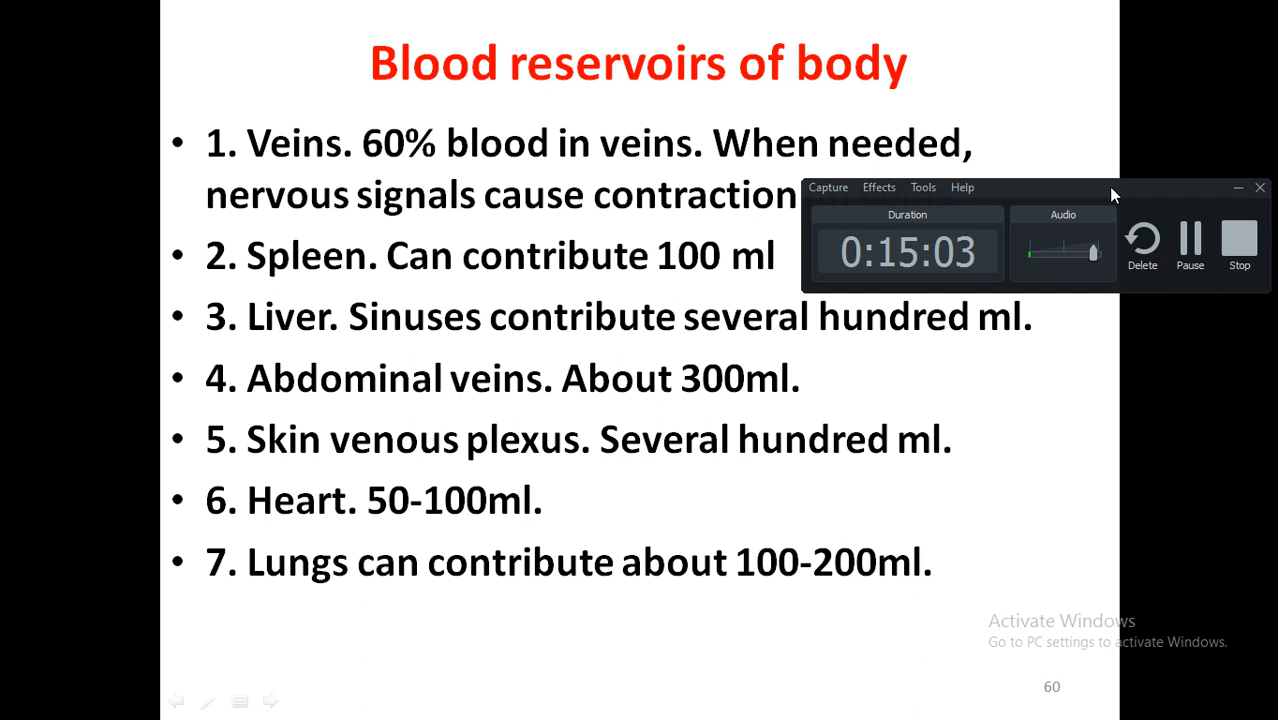 Blood reservoirs of body
• 1. Veins. 60% blood in veins. When needed,
nervous signals cause contraction
• 2. Spleen. Can contribute 100 ml
• 3. Liver. Sinuses contribute several hundred ml.
• 4. Abdominal veins. About 300ml.
• 5. Skin venous plexus. Several hundred ml.
• 6. Heart. 50-100ml.
• 7. Lungs can contribute about 100-200ml.
Capture Effects Tools Help
Duration
Audio
0:15:03
Delete Pause Stop
Activate Windows
Go to PC settings to activate Windows.
60